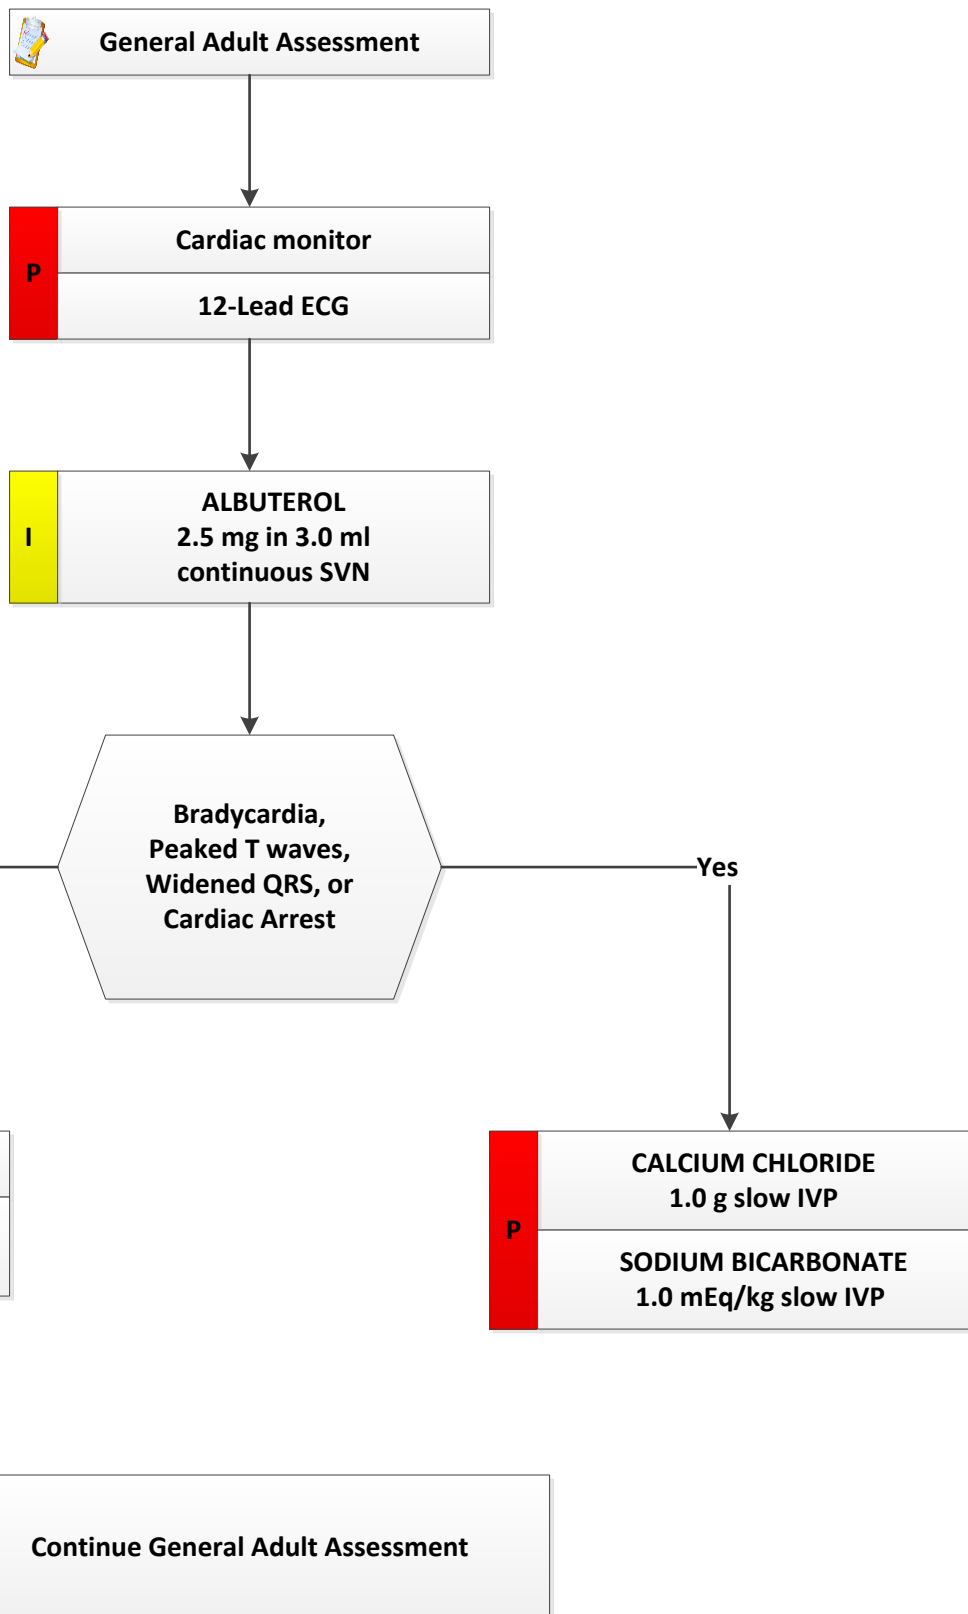 General Adult Assessment
P
Cardiac monitor
12-Lead ECG
I
ALBUTEROL
2.5 mg in 3.0 ml
continuous SVN
Bradycardia,
Peaked T waves,
Widened QRS, or
Cardiac Arrest
Yes
P
CALCIUM CHLORIDE
1.0 g slow IVP
SODIUM BICARBONATE
1.0 mEq/kg slow IVP
Continue General Adult Assessment